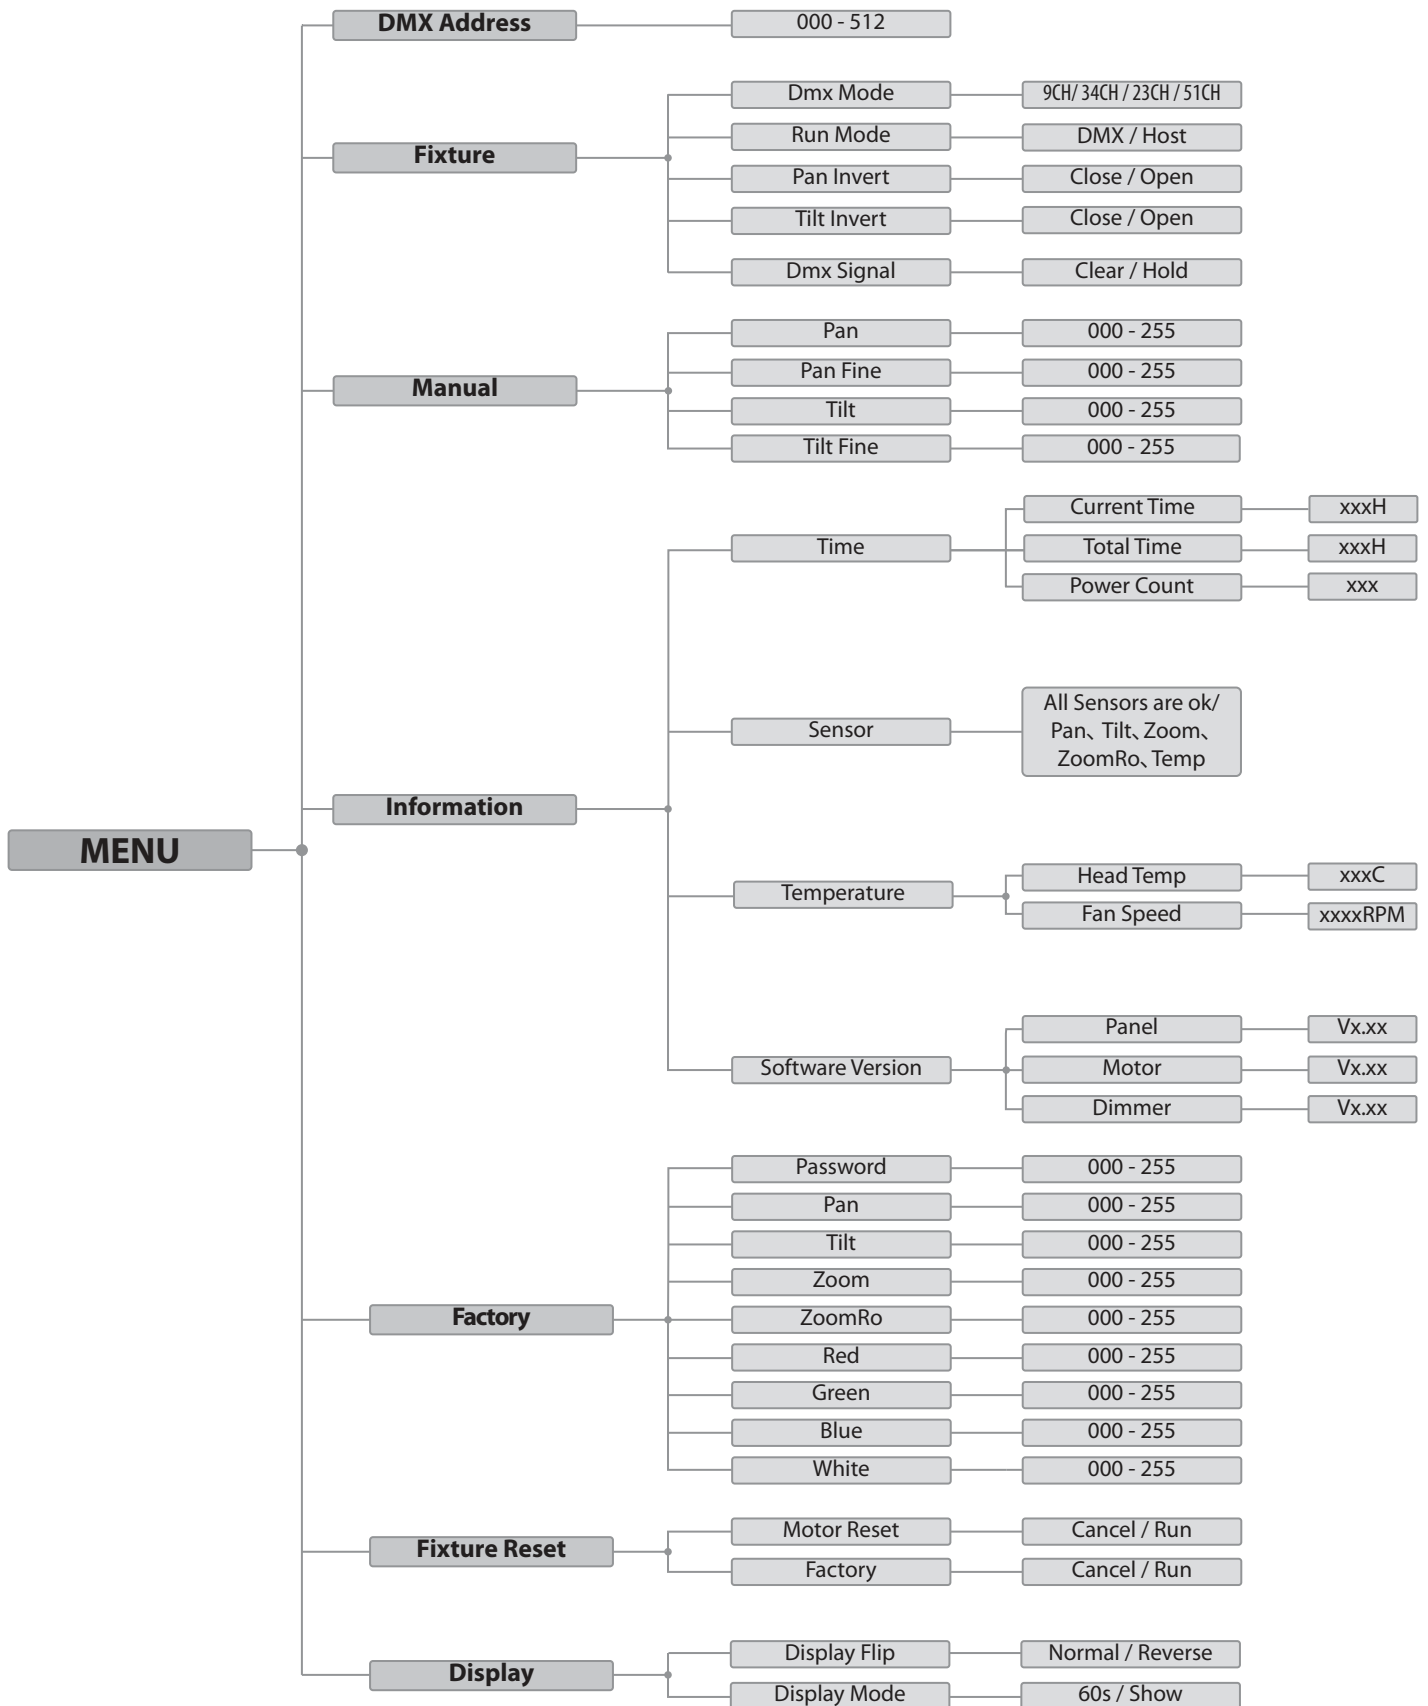 DMX Address
000 - 512
Fixture
Dmx Mode
9CH/ 34CH / 23CH / 51CH
Run Mode
DMX / Host
Pan Invert
Close / Open
Tilt Invert
Close / Open
Dmx Signal
Clear / Hold
Manual
Pan
000 - 255
Pan Fine
000 - 255
Tilt
000 - 255
Tilt Fine
000 - 255
MENU
Information
Time
Current Time
xxxH
Total Time
xxxH
Power Count
xxx
Sensor
All Sensors are ok/
Pan、Tilt、Zoom、
ZoomRo、Temp
Temperature
Head Temp
xxxC
Fan Speed
xxxxRPM
Software Version
Panel
Vx.xx
Motor
Vx.xx
Dimmer
Vx.xx
Factory
Password
000 - 255
Pan
000 - 255
Tilt
000 - 255
Zoom
000 - 255
ZoomRo
000 - 255
Red
000 - 255
Green
000 - 255
Blue
000 - 255
White
000 - 255
Fixture Reset
Motor Reset
Cancel / Run
Factory
Cancel / Run
Display
Display Flip
Normal / Reverse
Display Mode
60s / Show